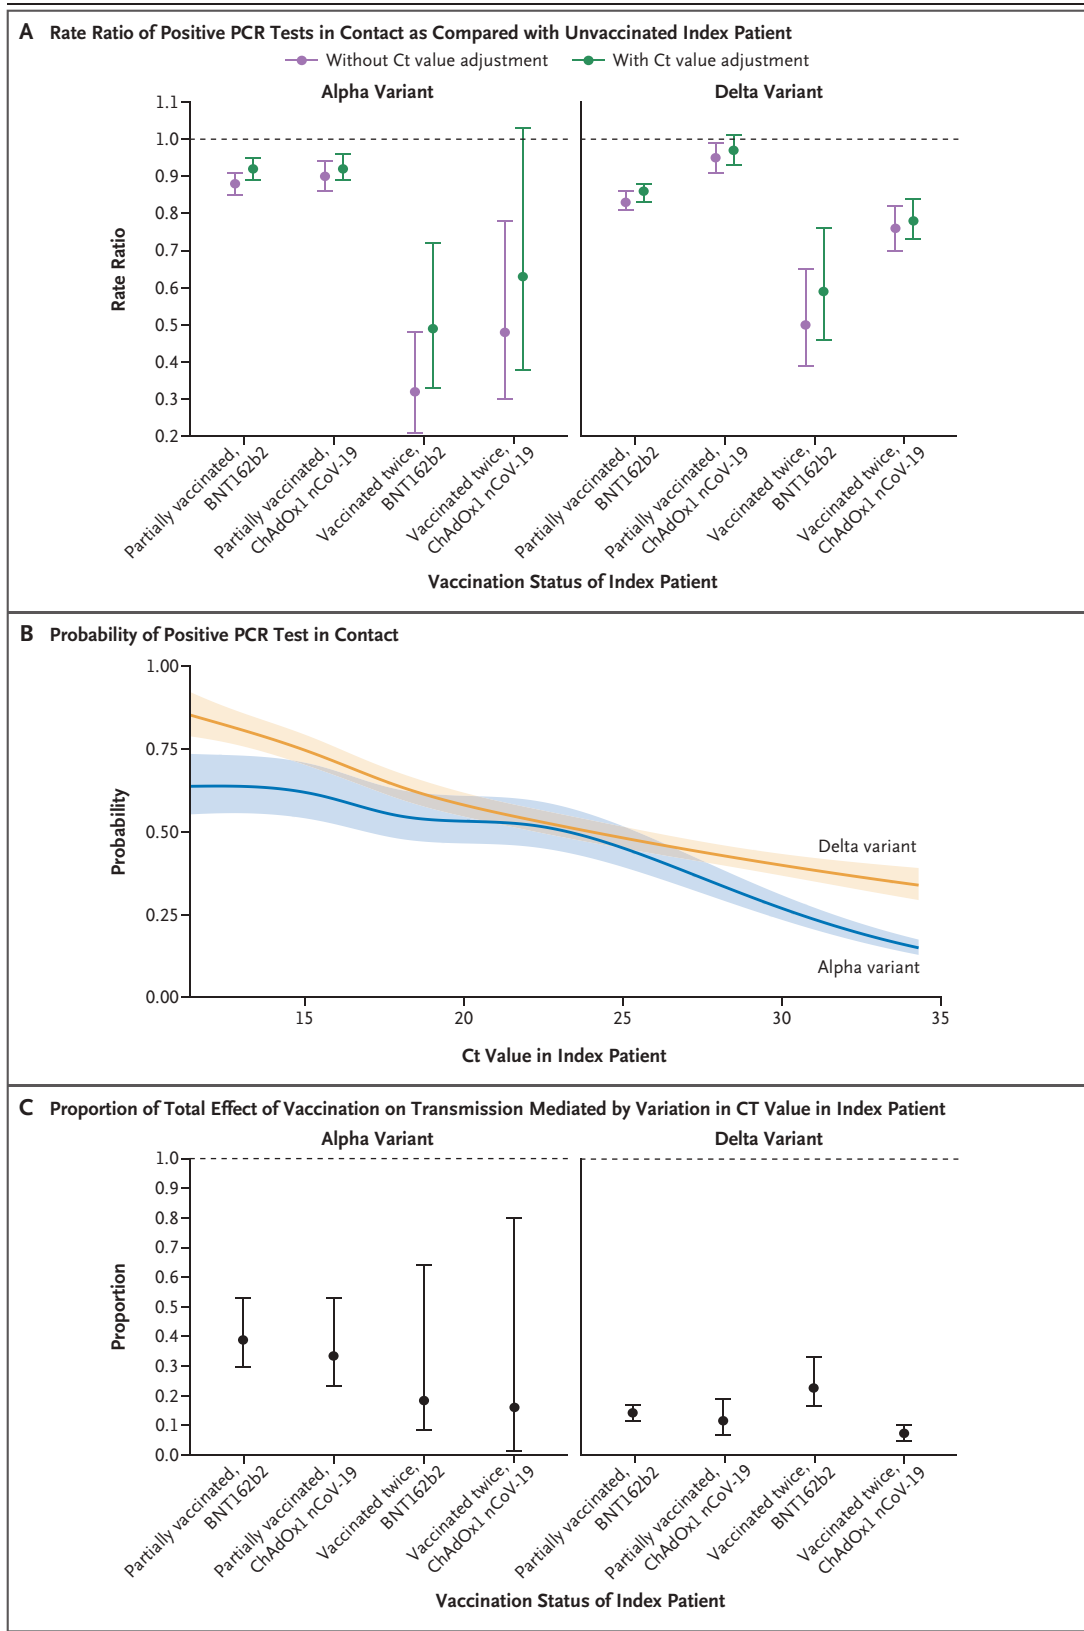 A Rate Ratio of Positive PCR Tests in Contact as Compared with Unvaccinated Index Patient
Without Ct value adjustment
With Ct value adjustment
Alpha Variant
Delta Variant
Rate Ratio
1.1
1.0
0.9
0.8
0.7
0.6
0.5
0.4
0.3
0.2
Partially vaccinated,
BNT162b2
Partially vaccinated,
ChAdOx1 nCoV-19
Vaccinated twice,
BNT162b2
Vaccinated twice,
ChAdOx1 nCoV-19
Partially vaccinated,
BNT162b2
Partially vaccinated,
ChAdOx1 nCoV-19
Vaccinated twice,
BNT162b2
Vaccinated twice,
ChAdOx1 nCoV-19
Vaccination Status of Index Patient
B Probability of Positive PCR Test in Contact
Probability
1.00
0.75
0.50
0.25
0.00
Delta variant
Alpha variant
15
20
25
30
35
Ct Value in Index Patient
C Proportion of Total Effect of Vaccination on Transmission Mediated by Variation in CT Value in Index Patient
Alpha Variant
Delta Variant
Proportion
1.0
0.9
0.8
0.7
0.6
0.5
0.4
0.3
0.2
0.1
0.0
Partially vaccinated,
BNT162b2
Partially vaccinated,
ChAdOx1 nCoV-19
Vaccinated twice,
BNT162b2
Vaccinated twice,
ChAdOx1 nCoV-19
Partially vaccinated,
BNT162b2
Partially vaccinated,
ChAdOx1 nCoV-19
Vaccinated twice,
BNT162b2
Vaccinated twice,
ChAdOx1 nCoV-19
Vaccination Status of Index Patient